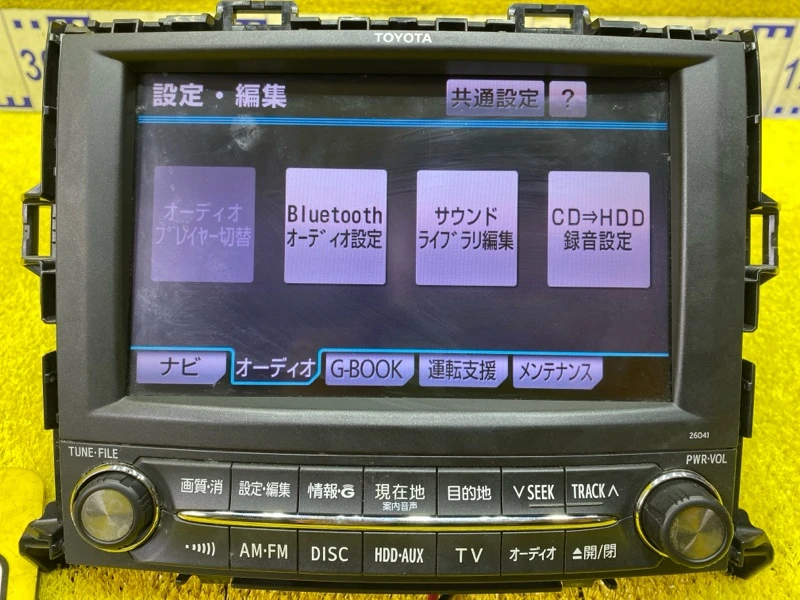 TOYOTA
設定・編集
共通設定
?
オーディオ
プレイヤー切替
Bluetooth
オーディオ設定
サウンド
ライブラリ編集
CD⇒HDD
録音設定
ナビ
オーディオ
G-BOOK
運転支援
メンテナンス
26041
TUNE・FILE
PWR・VOL
画質・消
設定・編集
情報・G
現在地
案内音声
目的地
∨ SEEK
TRACK ∧
AM・FM
DISC
HDD・AUX
TV
オーディオ
≜開/閉